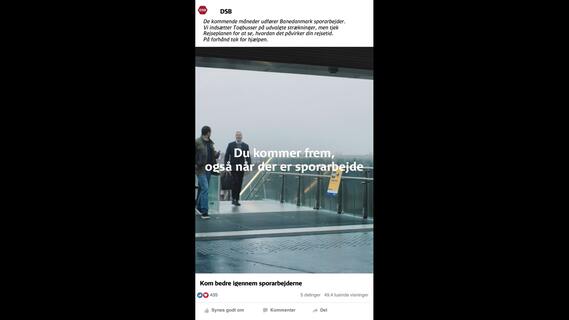 DSB
DSB
De kommende måneder udfører Banedanmark sporarbejder.
Vi indsætter Togbusser på udvalgte strækninger, men tjek
Rejseplanen for at se, hvordan det påvirker din rejsetid.
På forhånd tak for hjælpen.
Du kommer frem,
også når der er sporarbejde
Kom bedre igennem sporarbejderne
435
5 delinger 49.4 tusinde visninger
Synes godt om Kommenter Del